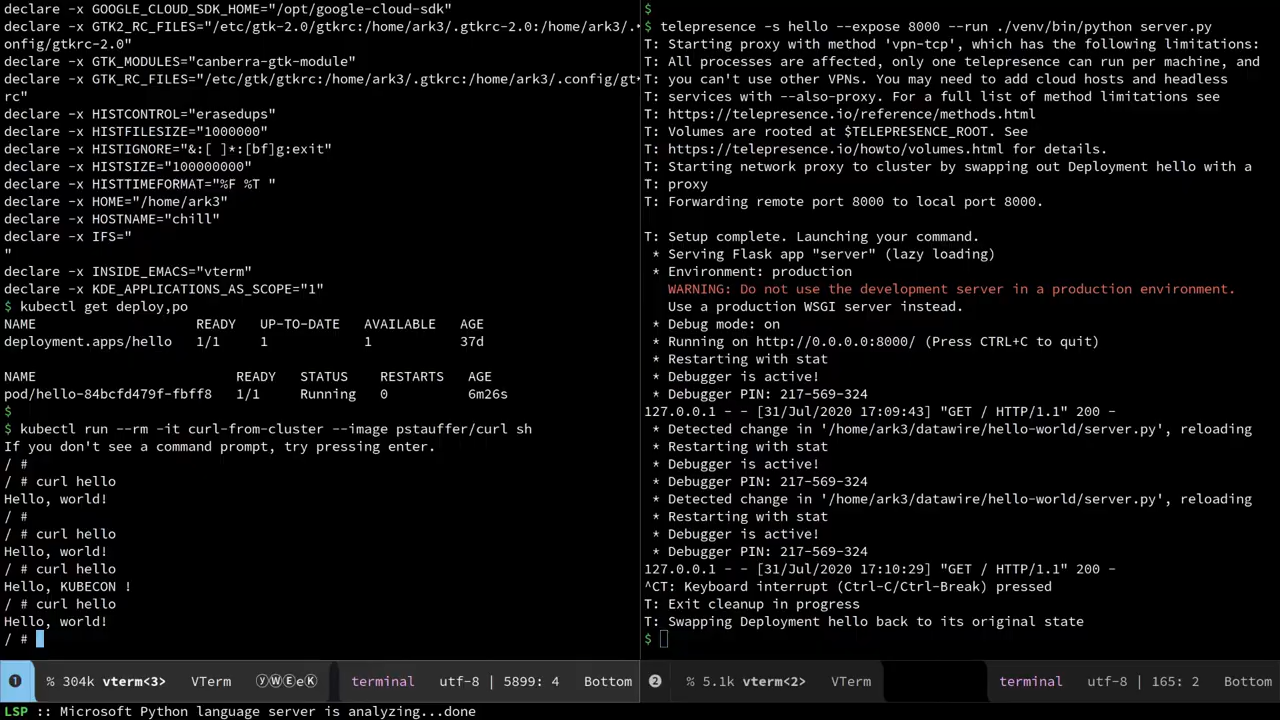 declare -x GOOGLE_CLOUD_SDK_HOME="/opt/google-cloud-sdk"
declare -x GTK2_RC_FILES="/etc/gtk-2.0/gtkrc:/home/ark3/.gtkrc-2.0:/home/ark3/.c
onfig/gtkrc-2.0"
declare -x GTK_MODULES="canberra-gtk-module"
declare -x GTK_RC_FILES="/etc/gtk/gtkrc:/home/ark3/.gtkrc:/home/ark3/.config/gt
rc"
declare -x HISTCONTROL="erasedups"
declare -x HISTFILESIZE="1000000"
declare -x HISTIGNORE="&:[ ]*:[bf]g:exit"
declare -x HISTSIZE="100000000"
declare -x HISTTIMEFORMAT="%F %T "
declare -x HOME="/home/ark3"
declare -x HOSTNAME="chill"
declare -x IFS="
"
declare -x INSIDE_EMACS="vterm"
declare -x KDE_APPLICATIONS_AS_SCOPE="1"
$ kubectl get deploy,po
NAME READY UP-TO-DATE AVAILABLE AGE
deployment.apps/hello 1/1 1 1 37d
NAME READY STATUS RESTARTS AGE
pod/hello-84bcfd479f-fbff8 1/1 Running 0 6m26s
$
$ kubectl run --rm -it curl-from-cluster --image pstauffer/curl sh
If you don't see a command prompt, try pressing enter.
/ #
/ # curl hello
Hello, world!
/ #
/ # curl hello
Hello, world!
/ # curl hello
Hello, KUBECON !
/ # curl hello
Hello, world!
/ #
$
$ telepresence -s hello --expose 8000 --run ./venv/bin/python server.py
T: Starting proxy with method 'vpn-tcp', which has the following limitations:
T: All processes are affected, only one telepresence can run per machine, and
T: you can't use other VPNs. You may need to add cloud hosts and headless
T: services with --also-proxy. For a full list of method limitations see
T: https://telepresence.io/reference/methods.html
T: Volumes are rooted at $TELEPRESENCE_ROOT. See
T: https://telepresence.io/howto/volumes.html for details.
T: Starting network proxy to cluster by swapping out Deployment hello with a
T: proxy
T: Forwarding remote port 8000 to local port 8000.
T: Setup complete. Launching your command.
* Serving Flask app "server" (lazy loading)
* Environment: production
WARNING: Do not use the development server in a production environment.
Use a production WSGI server instead.
* Debug mode: on
* Running on http://0.0.0.0:8000/ (Press CTRL+C to quit)
* Restarting with stat
* Debugger is active!
* Debugger PIN: 217-569-324
127.0.0.1 - - [31/Jul/2020 17:09:43] "GET / HTTP/1.1" 200 -
* Detected change in '/home/ark3/datawire/hello-world/server.py', reloading
* Restarting with stat
* Debugger is active!
* Debugger PIN: 217-569-324
* Detected change in '/home/ark3/datawire/hello-world/server.py', reloading
* Restarting with stat
* Debugger is active!
* Debugger PIN: 217-569-324
127.0.0.1 - - [31/Jul/2020 17:10:29] "GET / HTTP/1.1" 200 -
^CT: Keyboard interrupt (Ctrl-C/Ctrl-Break) pressed
T: Exit cleanup in progress
T: Swapping Deployment hello back to its original state
$
❶ % 304k vterm<3> VTerm ⓨⓌⒺeⓀ terminal utf-8 | 5899: 4 Bottom
❷ % 5.1k vterm<2> VTerm terminal utf-8 | 165: 2 Bottom
LSP :: Microsoft Python language server is analyzing...done